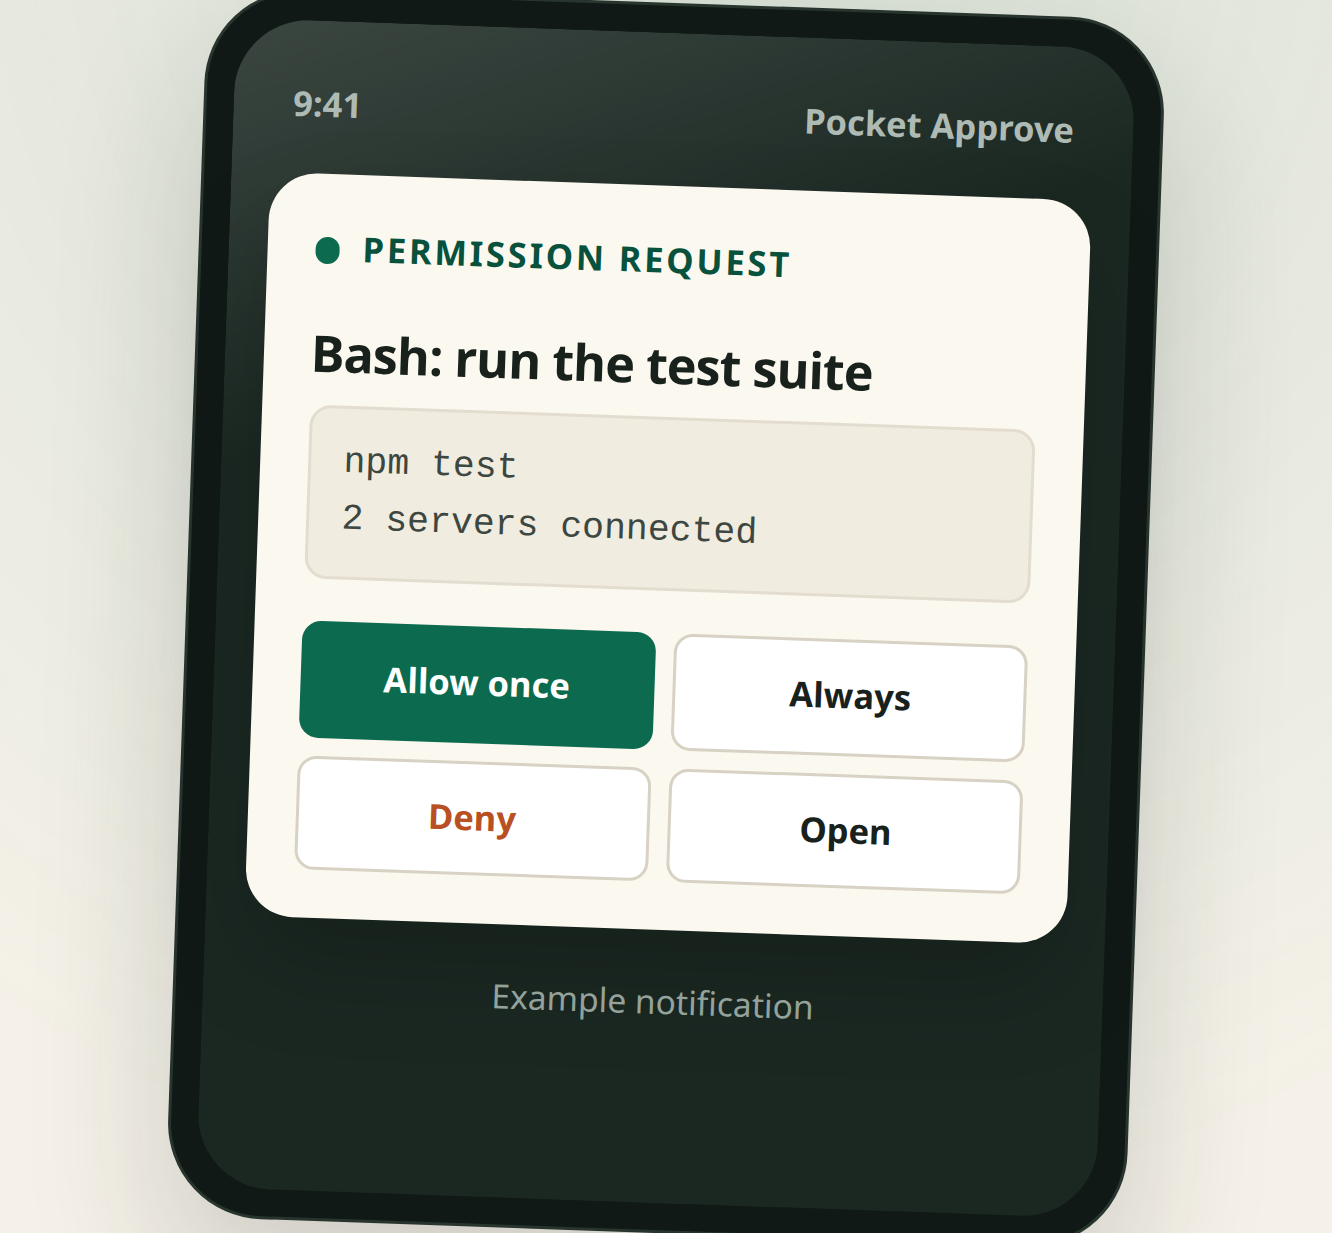 9:41
Pocket Approve
PERMISSION REQUEST
Bash: run the test suite
npm test
2 servers connected
Allow once
Always
Deny
Open
Example notification